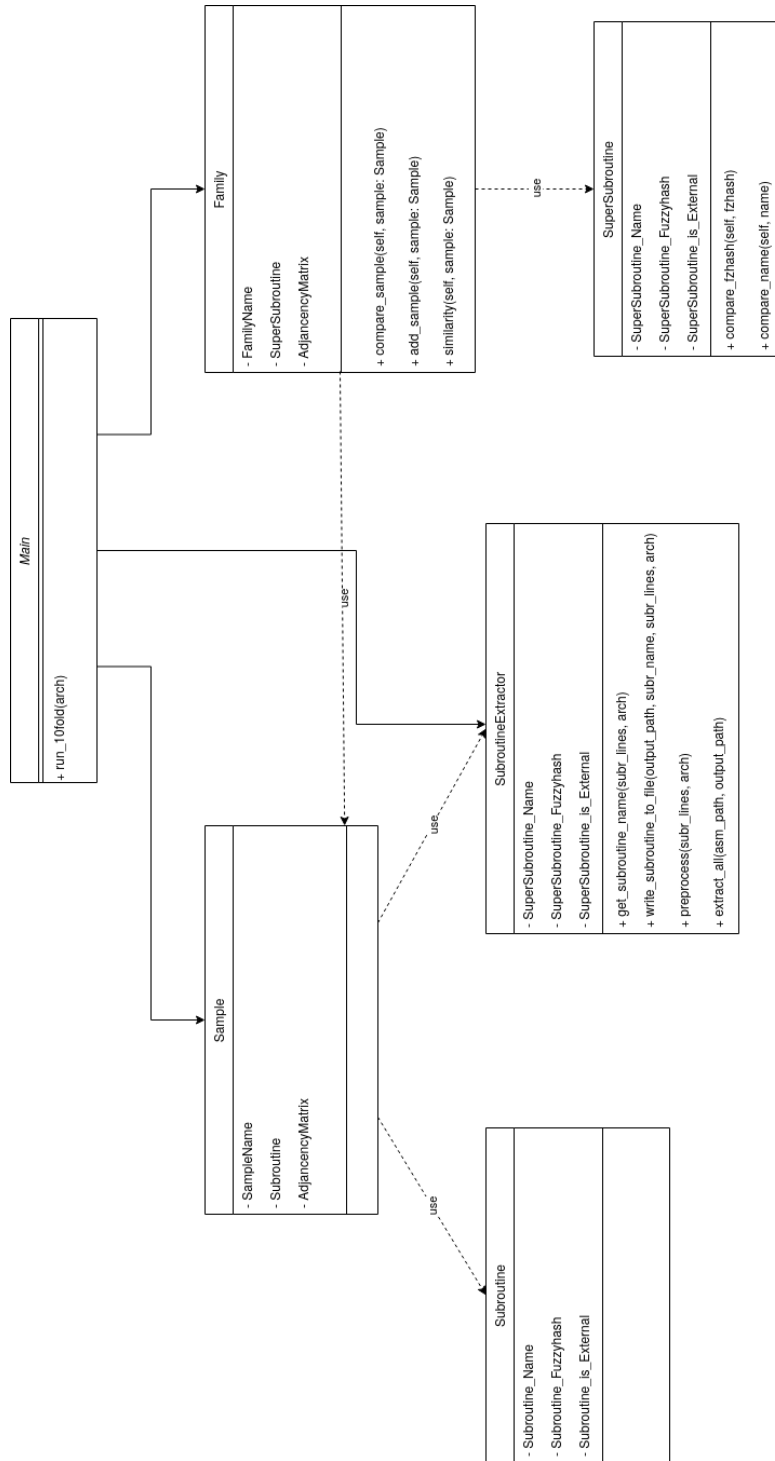 Main
+ run_10fold(arch)
Sample
- SampleName
- Subroutine
- AdjancencyMatrix
Family
- FamilyName
- SuperSubroutine
- AdjancencyMatrix
+ compare_sample(self, sample: Sample)
+ add_sample(self, sample: Sample)
+ similarity(self, sample: Sample)
use
use
use
use
Subroutine
- Subroutine_Name
- Subroutine_Fuzzyhash
- Subroutine_is_External
SubroutineExtractor
- SuperSubroutine_Name
- SuperSubroutine_Fuzzyhash
- SuperSubroutine_is_External
+ get_subroutine_name(subr_lines, arch)
+ write_subroutine_to_file(output_path, subr_name, subr_lines, arch)
+ preprocess(subr_lines, arch)
+ extract_all(asm_path, output_path)
SuperSubroutine
- SuperSubroutine_Name
- SuperSubroutine_Fuzzyhash
- SuperSubroutine_is_External
+ compare_fzhash(self, fzhash)
+ compare_name(self, name)